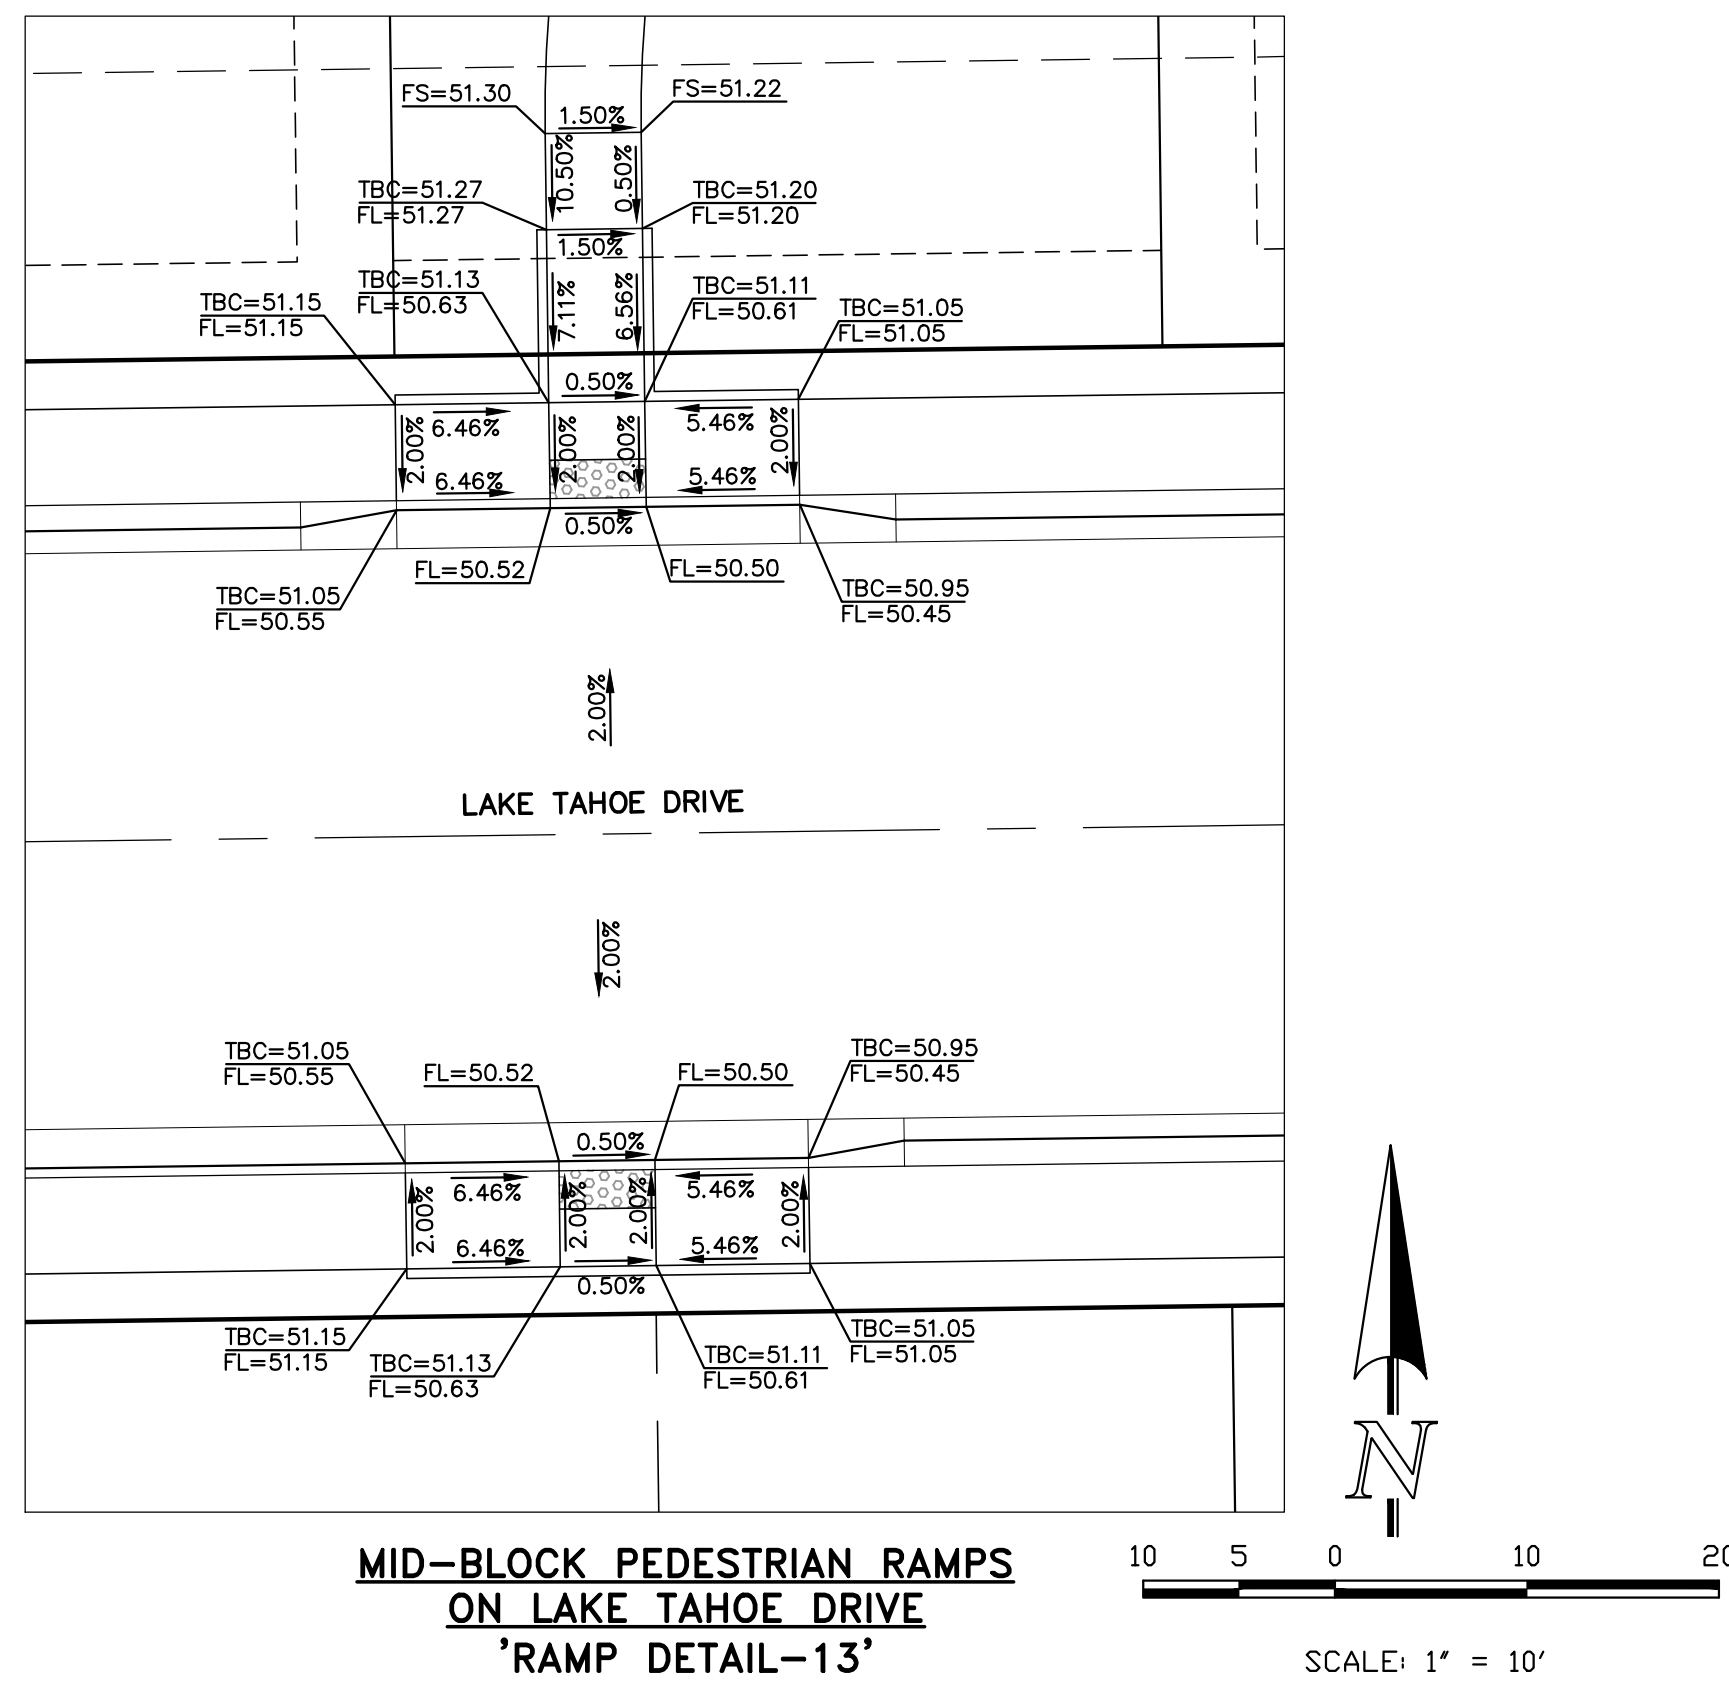 FS=51.30
FS=51.22
1.50%
10.50%
0.50%
TBC=51.27
FL=51.27
TBC=51.20
FL=51.20
1.50%
TBC=51.13
FL=50.63
TBC=51.11
FL=50.61
TBC=51.15
FL=51.15
TBC=51.05
FL=51.05
7.11%
6.56%
0.50%
6.46%
5.46%
2.00%
2.00%
2.00%
2.00%
6.46%
5.46%
0.50%
FL=50.52
FL=50.50
TBC=51.05
FL=50.55
TBC=50.95
FL=50.45
2.00%
LAKE TAHOE DRIVE
2.00%
TBC=51.05
FL=50.55
FL=50.52
FL=50.50
TBC=50.95
FL=50.45
0.50%
6.46%
5.46%
2.00%
2.00%
2.00%
2.00%
6.46%
5.46%
0.50%
TBC=51.15
FL=51.15
TBC=51.13
FL=50.63
TBC=51.11
FL=50.61
TBC=51.05
FL=51.05
N
MID-BLOCK PEDESTRIAN RAMPS
ON LAKE TAHOE DRIVE
'RAMP DETAIL-13'
10 5 0 10 20
SCALE: 1" = 10'